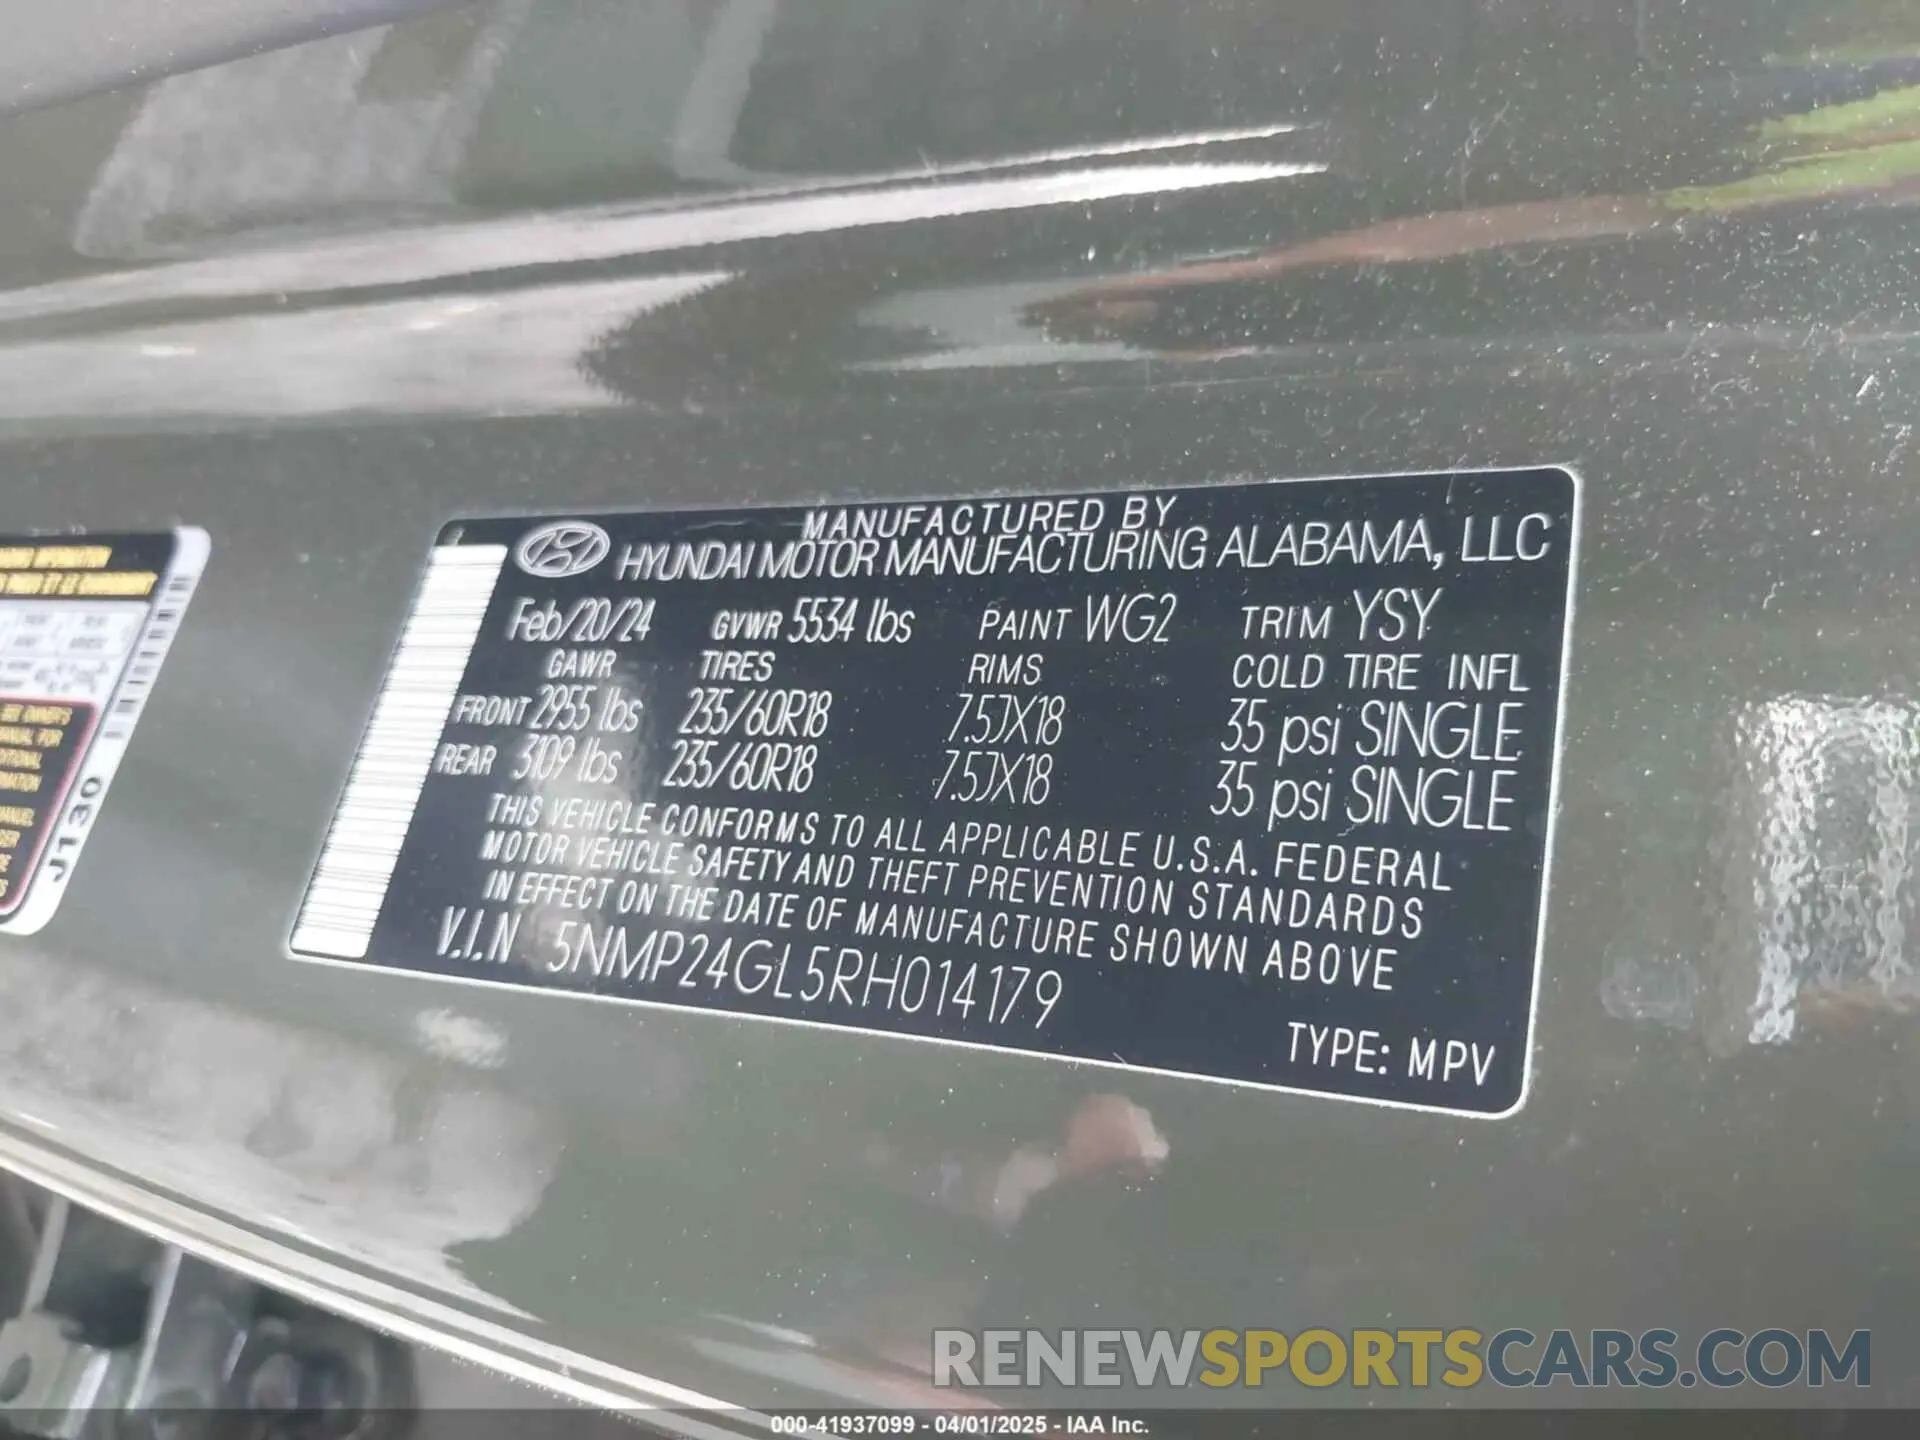 MANUFACTURED BY
HYUNDAI MOTOR MANUFACTURING ALABAMA, LLC
Feb/20/24 GVWR 5534 lbs PAINT WG2 TRIM YSY
GAWR TIRES RIMS COLD TIRE INFL
FRONT 2955 lbs 235/60R18 7.5JX18 35 psi SINGLE
REAR 3109 lbs 235/60R18 7.5JX18 35 psi SINGLE
THIS VEHICLE CONFORMS TO ALL APPLICABLE U.S.A. FEDERAL
MOTOR VEHICLE SAFETY AND THEFT PREVENTION STANDARDS
IN EFFECT ON THE DATE OF MANUFACTURE SHOWN ABOVE
V.I.N 5NMP24GL5RH014179
TYPE: MPV
SEE OWNER'S
MANUAL FOR
J130
RENEWSPORTSCARS.COM
000-41937099 - 04/01/2025 - IAA Inc.